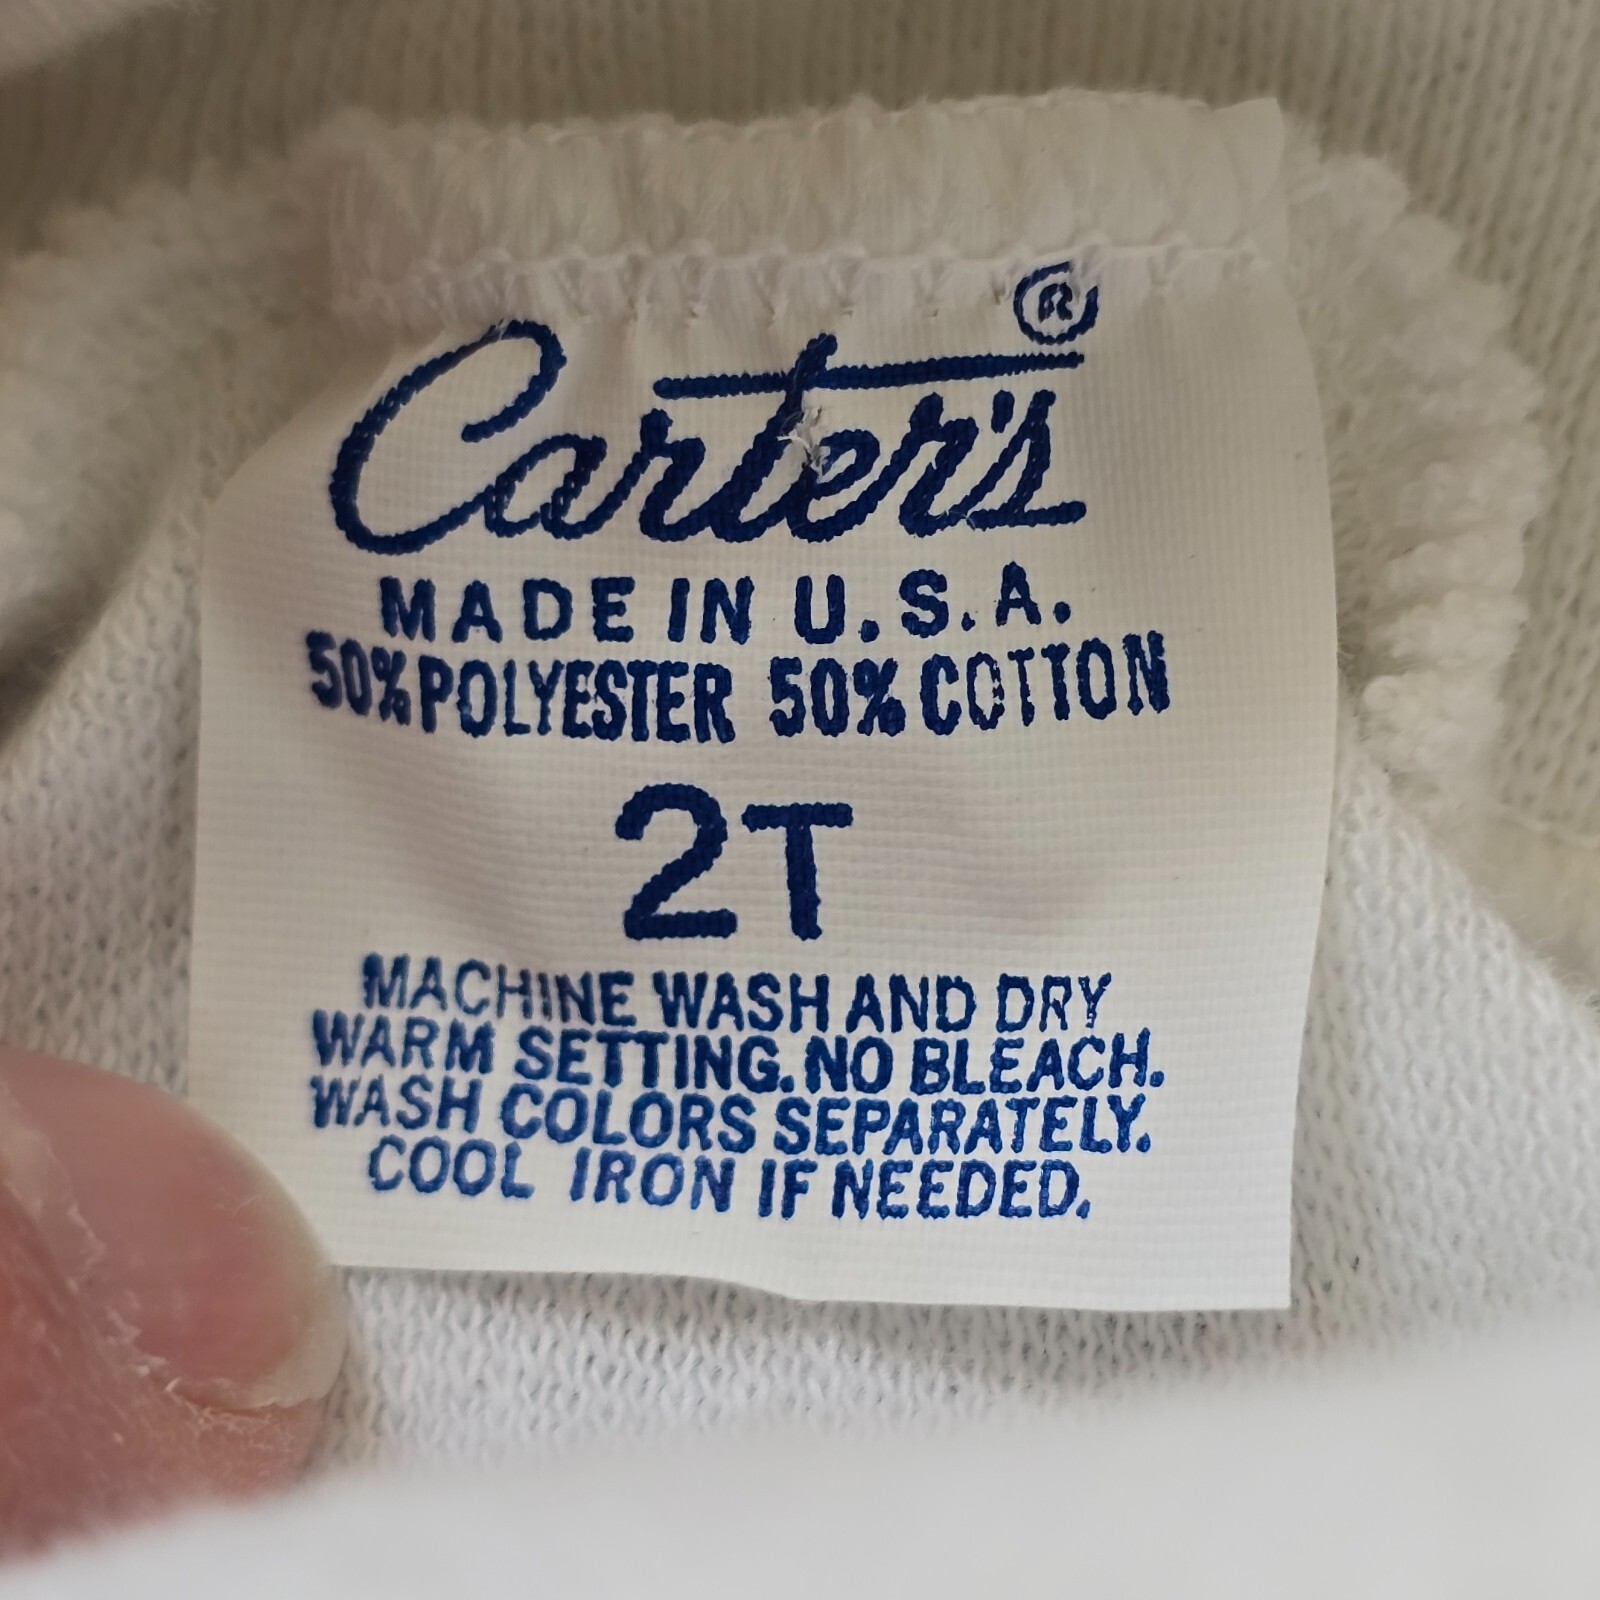 Carter's®
MADE IN U.S.A.
50% POLYESTER 50% COTTON
2T
MACHINE WASH AND DRY
WARM SETTING. NO BLEACH.
WASH COLORS SEPARATELY.
COOL IRON IF NEEDED.